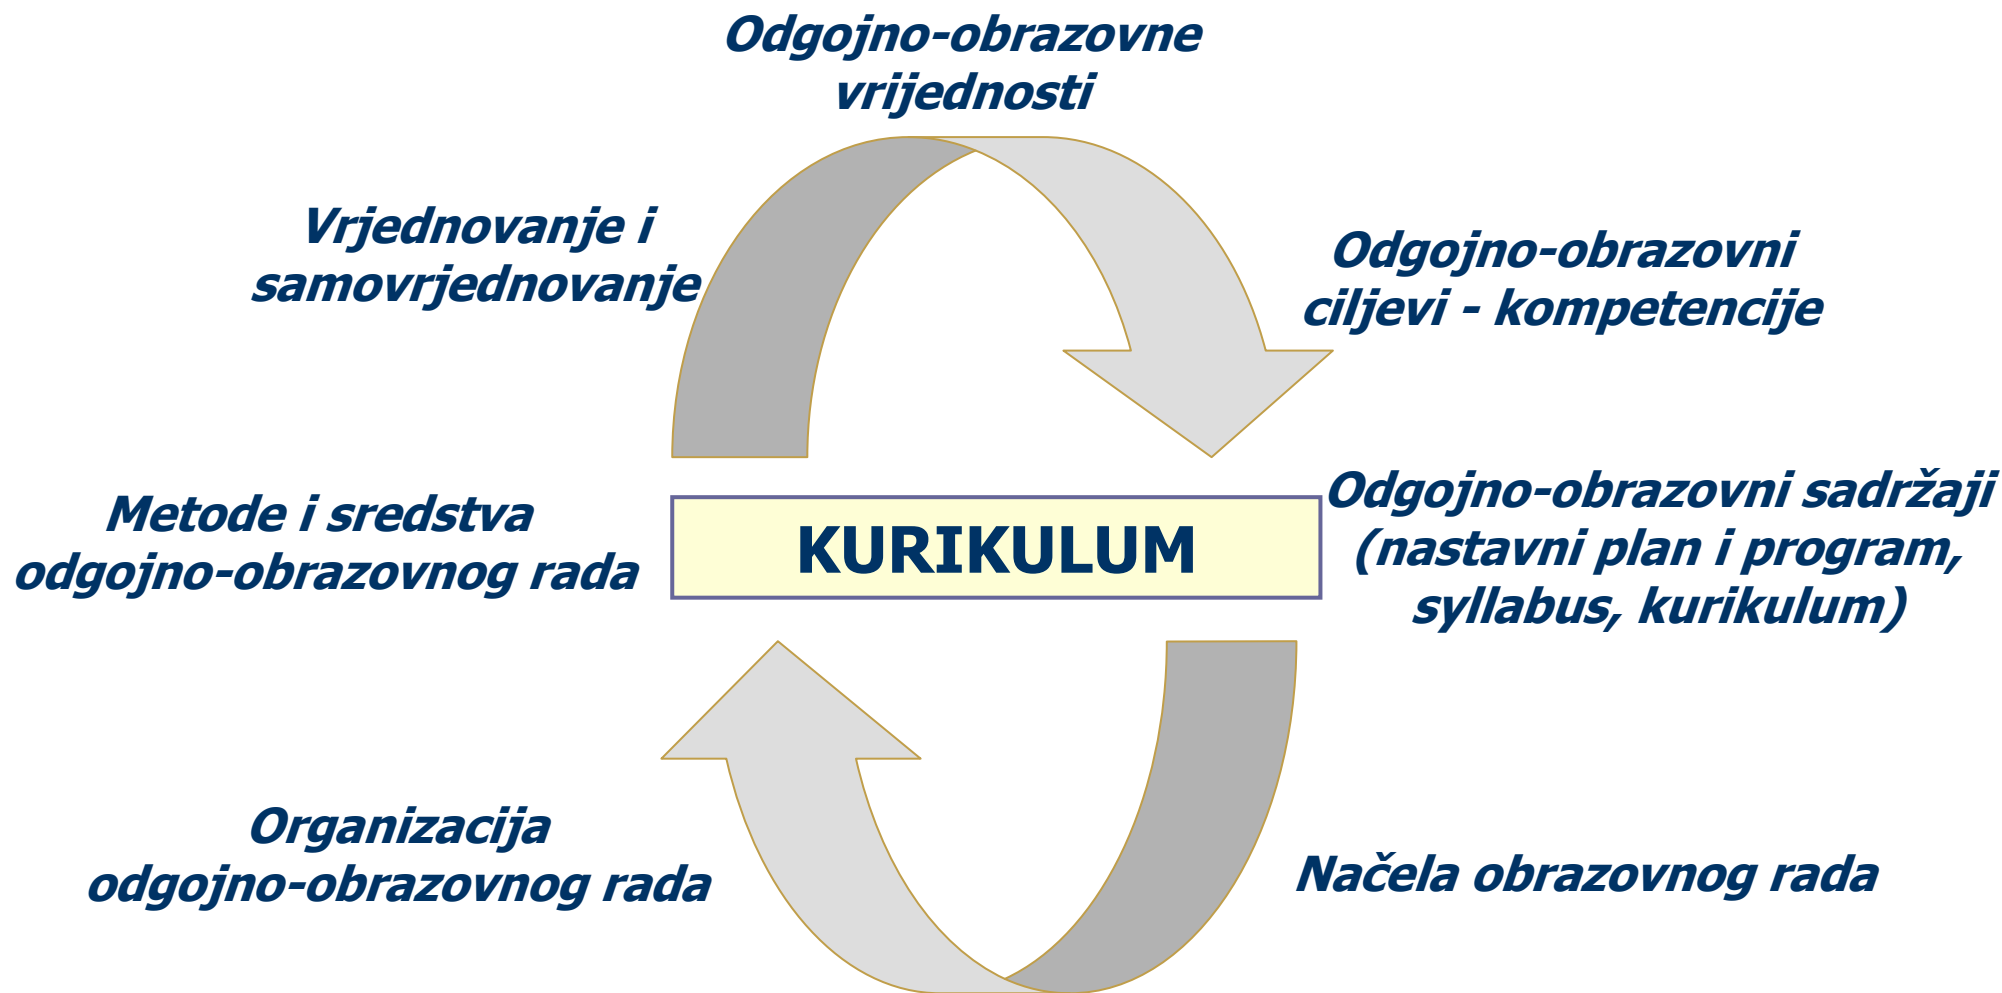 Odgojno-obrazovne
vrijednosti
Vrjednovanje i
samovrjednovanje
Odgojno-obrazovni
ciljevi - kompetencije
Metode i sredstva
odgojno-obrazovnog rada
KURIKULUM
Odgojno-obrazovni sadržaji
(nastavni plan i program,
syllabus, kurikulum)
Organizacija
odgojno-obrazovnog rada
Načela obrazovnog rada